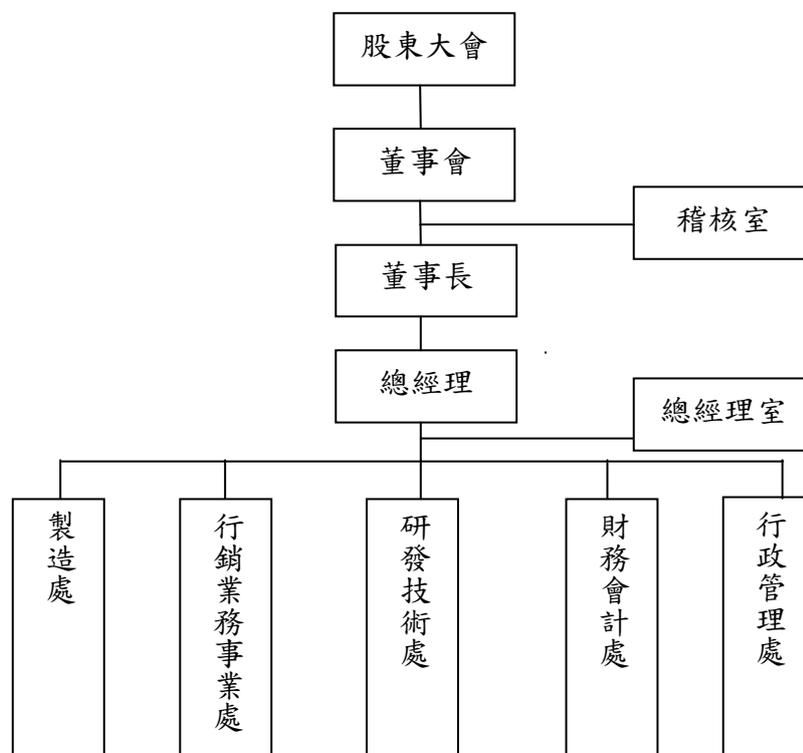 股東大會
董事會
稽核室
董事長
總經理
總經理室
製造處
行銷業務事業處
研發技術處
財務會計處
行政管理處